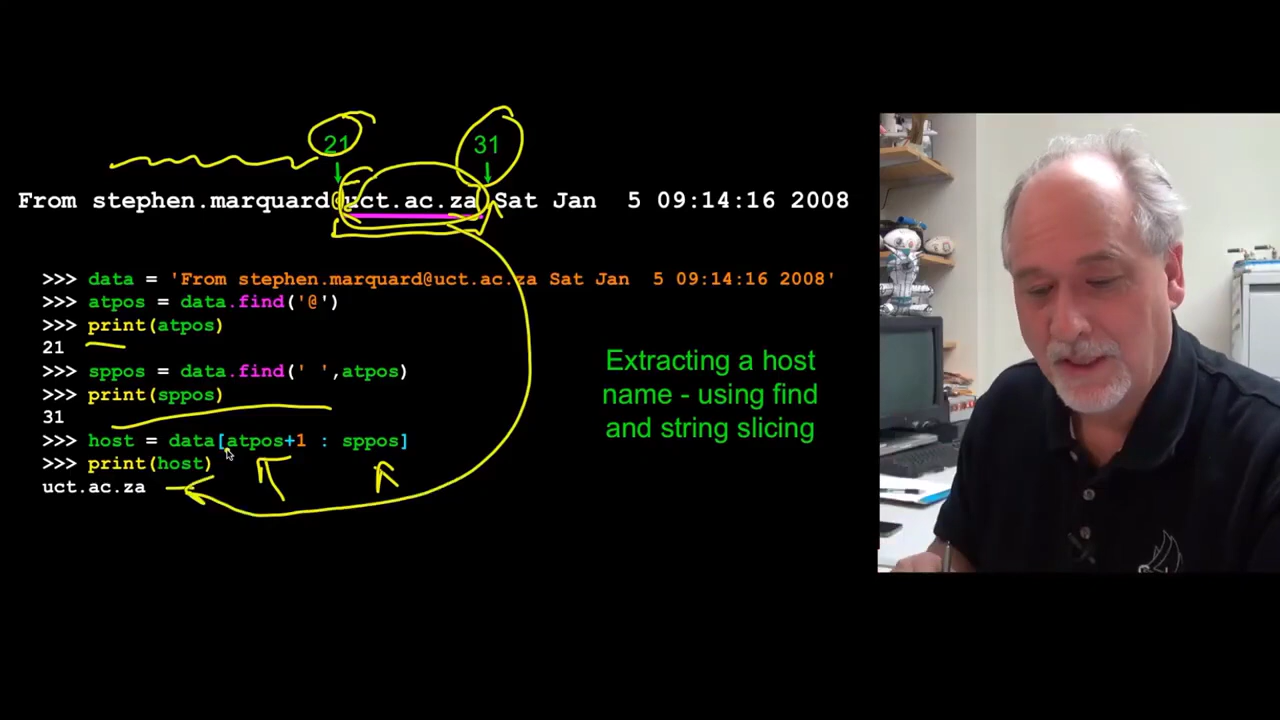 21 31
From stephen.marquard@uct.ac.za Sat Jan  5 09:14:16 2008
>>> data = 'From stephen.marquard@uct.ac.za Sat Jan  5 09:14:16 2008'
>>> atpos = data.find('@')
>>> print(atpos)
21
>>> sppos = data.find(' ',atpos)
>>> print(sppos)
31
>>> host = data[atpos+1 : sppos]
>>> print(host)
uct.ac.za
Extracting a host
name - using find
and string slicing